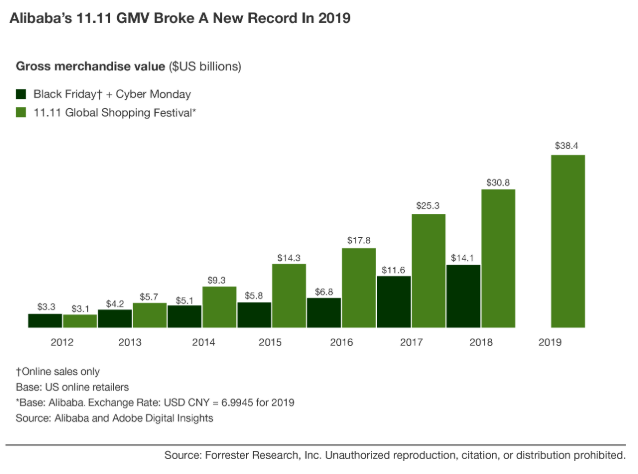 Alibaba's 11.11 GMV Broke A New Record In 2019
Gross merchandise value ($US billions)
Black Friday† + Cyber Monday
11.11 Global Shopping Festival*
$3.3 $3.1 $4.2 $5.7 $5.1 $9.3 $5.8 $14.3 $6.8 $17.8 $11.6 $25.3 $14.1 $30.8 $38.4
2012 2013 2014 2015 2016 2017 2018 2019
†Online sales only
Base: US online retailers
*Base: Alibaba. Exchange Rate: USD CNY = 6.9945 for 2019
Source: Alibaba and Adobe Digital Insights
Source: Forrester Research, Inc. Unauthorized reproduction, citation, or distribution prohibited.